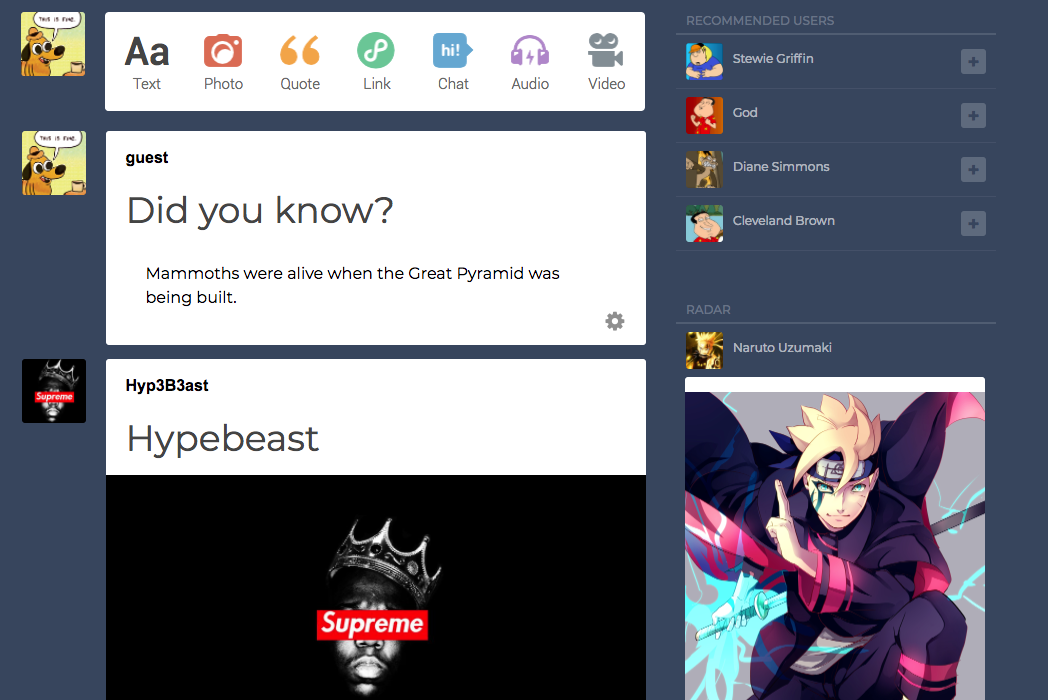 THIS IS FINE.
Aa
hi!
Text
Photo
Quote
Link
Chat
Audio
Video
THIS IS FINE.
guest
Did you know?
Mammoths were alive when the Great Pyramid was
being built.
Supreme
Hyp3B3ast
Hypebeast
Supreme
RECOMMENDED USERS
Stewie Griffin
God
Diane Simmons
Cleveland Brown
RADAR
Naruto Uzumaki